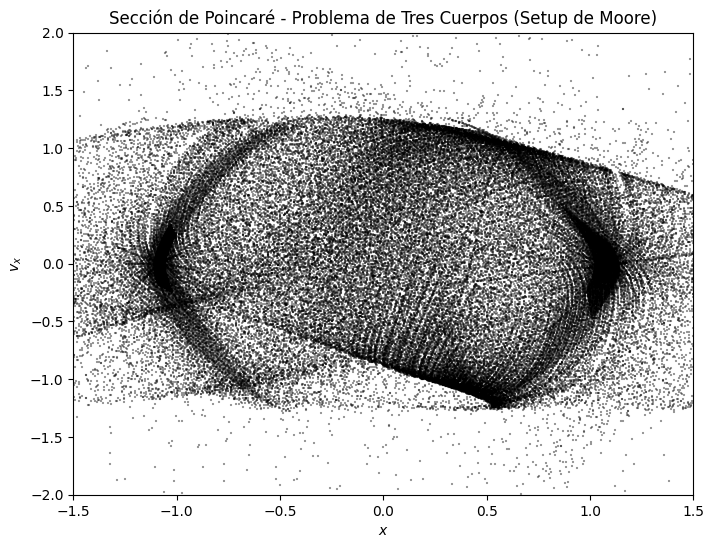 Sección de Poincaré - Problema de Tres Cuerpos (Setup de Moore)
2.0
1.5
1.0
0.5
0.0
−0.5
−1.0
−1.5
−2.0
v_x
−1.5 −1.0 −0.5 0.0 0.5 1.0 1.5
x